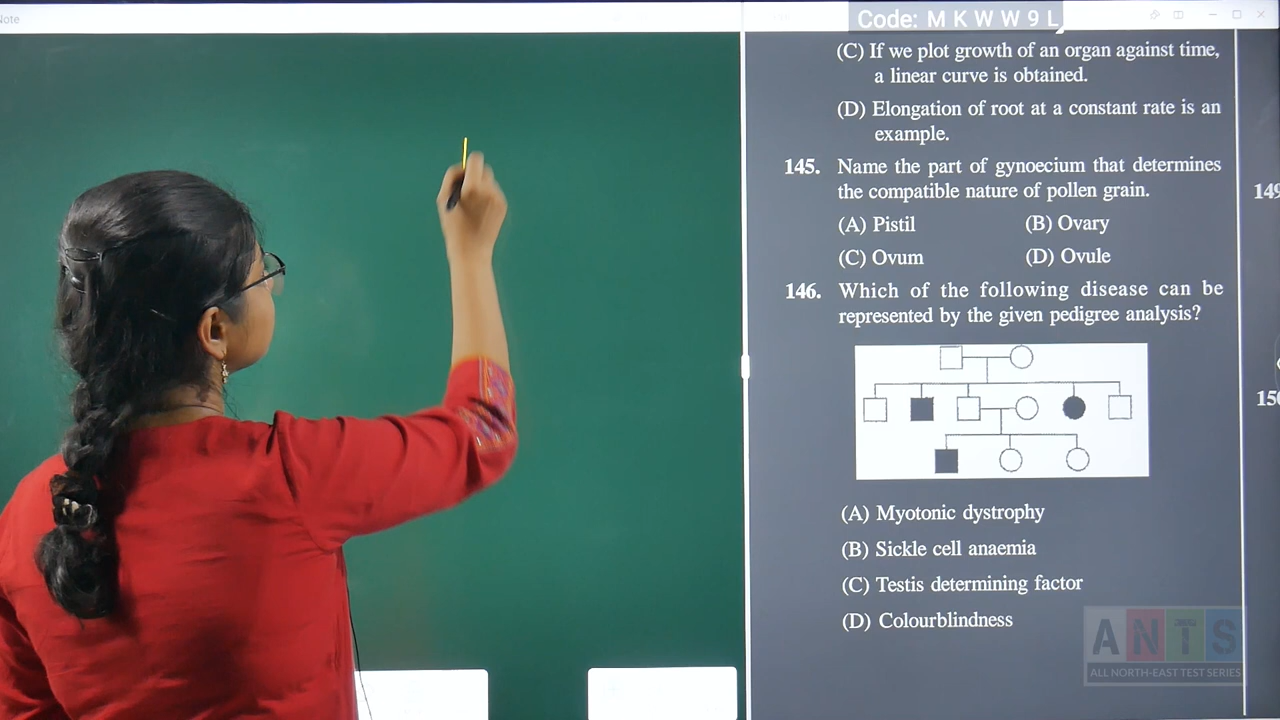 Note
Code: M K W W 9 L
(C) If we plot growth of an organ against time,
a linear curve is obtained.
(D) Elongation of root at a constant rate is an
example.
145. Name the part of gynoecium that determines
the compatible nature of pollen grain.
(A) Pistil (B) Ovary
(C) Ovum (D) Ovule
146. Which of the following disease can be
represented by the given pedigree analysis?
(A) Myotonic dystrophy
(B) Sickle cell anaemia
(C) Testis determining factor
(D) Colourblindness
149
150
ANTS
ALL NORTH-EAST TEST SERIES